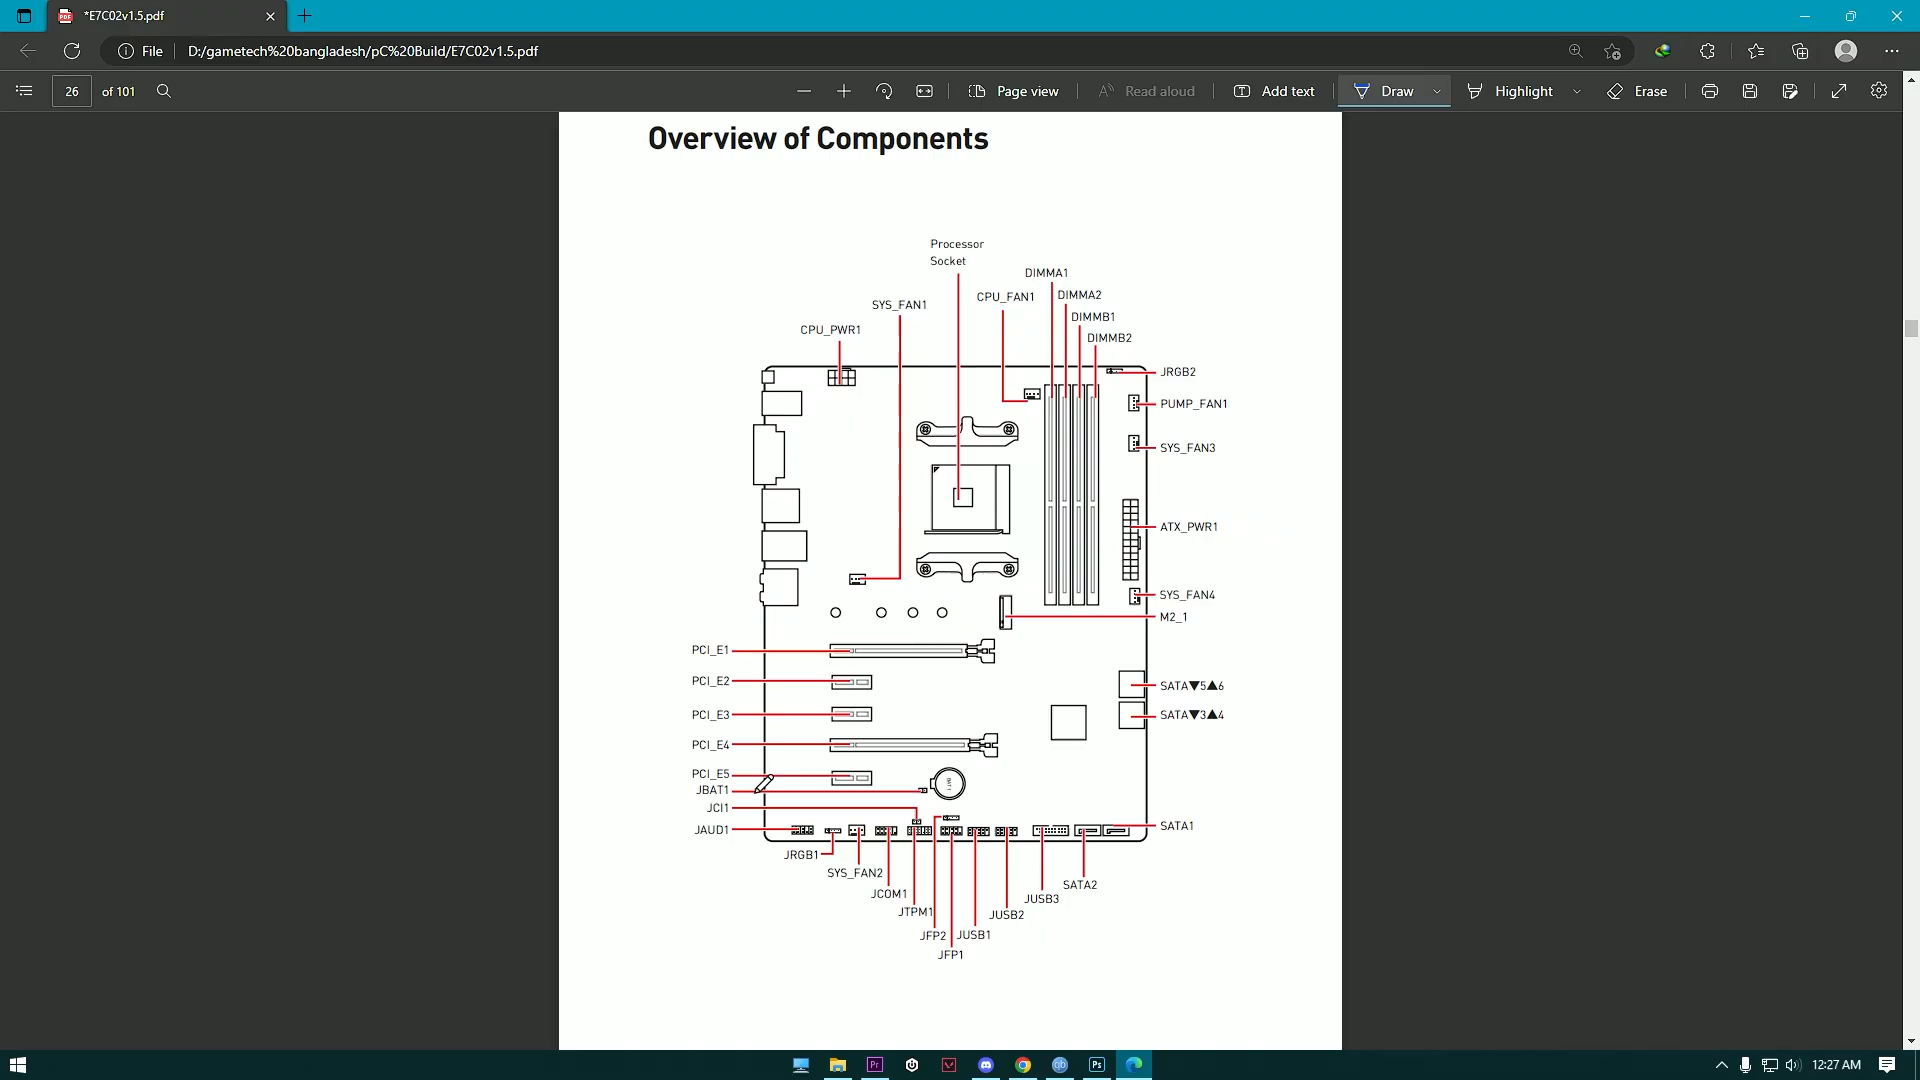 *E7C02v1.5.pdf
File
D:/gametech%20bangladesh/pC%20Build/E7C02v1.5.pdf
26 of 101
Page view
Read aloud
Add text
Draw
Highlight
Erase
Overview of Components
Processor
Socket
DIMMA1
DIMMA2
DIMMB1
DIMMB2
CPU_FAN1
SYS_FAN1
CPU_PWR1
JRGB2
PUMP_FAN1
SYS_FAN3
ATX_PWR1
SYS_FAN4
M2_1
PCI_E1
PCI_E2
SATA▼5▲6
PCI_E3
SATA▼3▲4
PCI_E4
PCI_E5
JBAT1
BAT1
JCI1
JAUD1
SATA1
JRGB1
SYS_FAN2
SATA2
JCOM1
JUSB3
JTPM1
JUSB2
JFP2
JUSB1
JFP1
Pr
Ps
12:27 AM